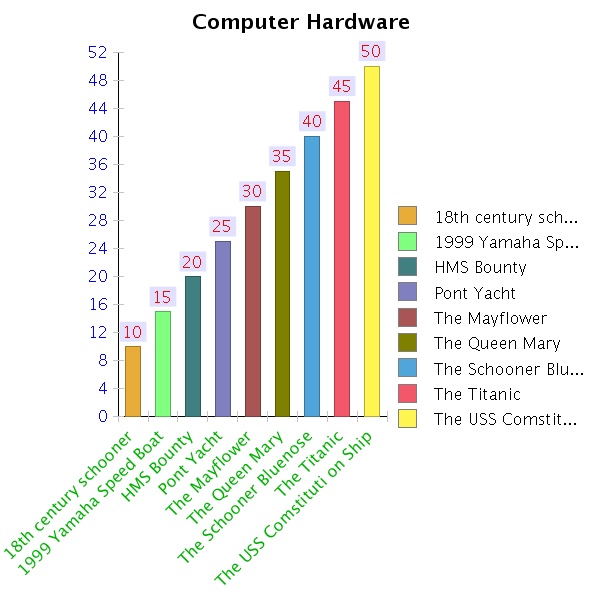 Computer Hardware
52
48
44
40
36
32
28
24
20
16
12
8
4
0
10
15
20
25
30
35
40
45
50
18th century schooner
1999 Yamaha Speed Boat
HMS Bounty
Pont Yacht
The Mayflower
The Queen Mary
The Schooner Bluenose
The Titanic
The USS Comstituti on Ship
18th century sch...
1999 Yamaha Sp...
HMS Bounty
Pont Yacht
The Mayflower
The Queen Mary
The Schooner Blu...
The Titanic
The USS Comstit...